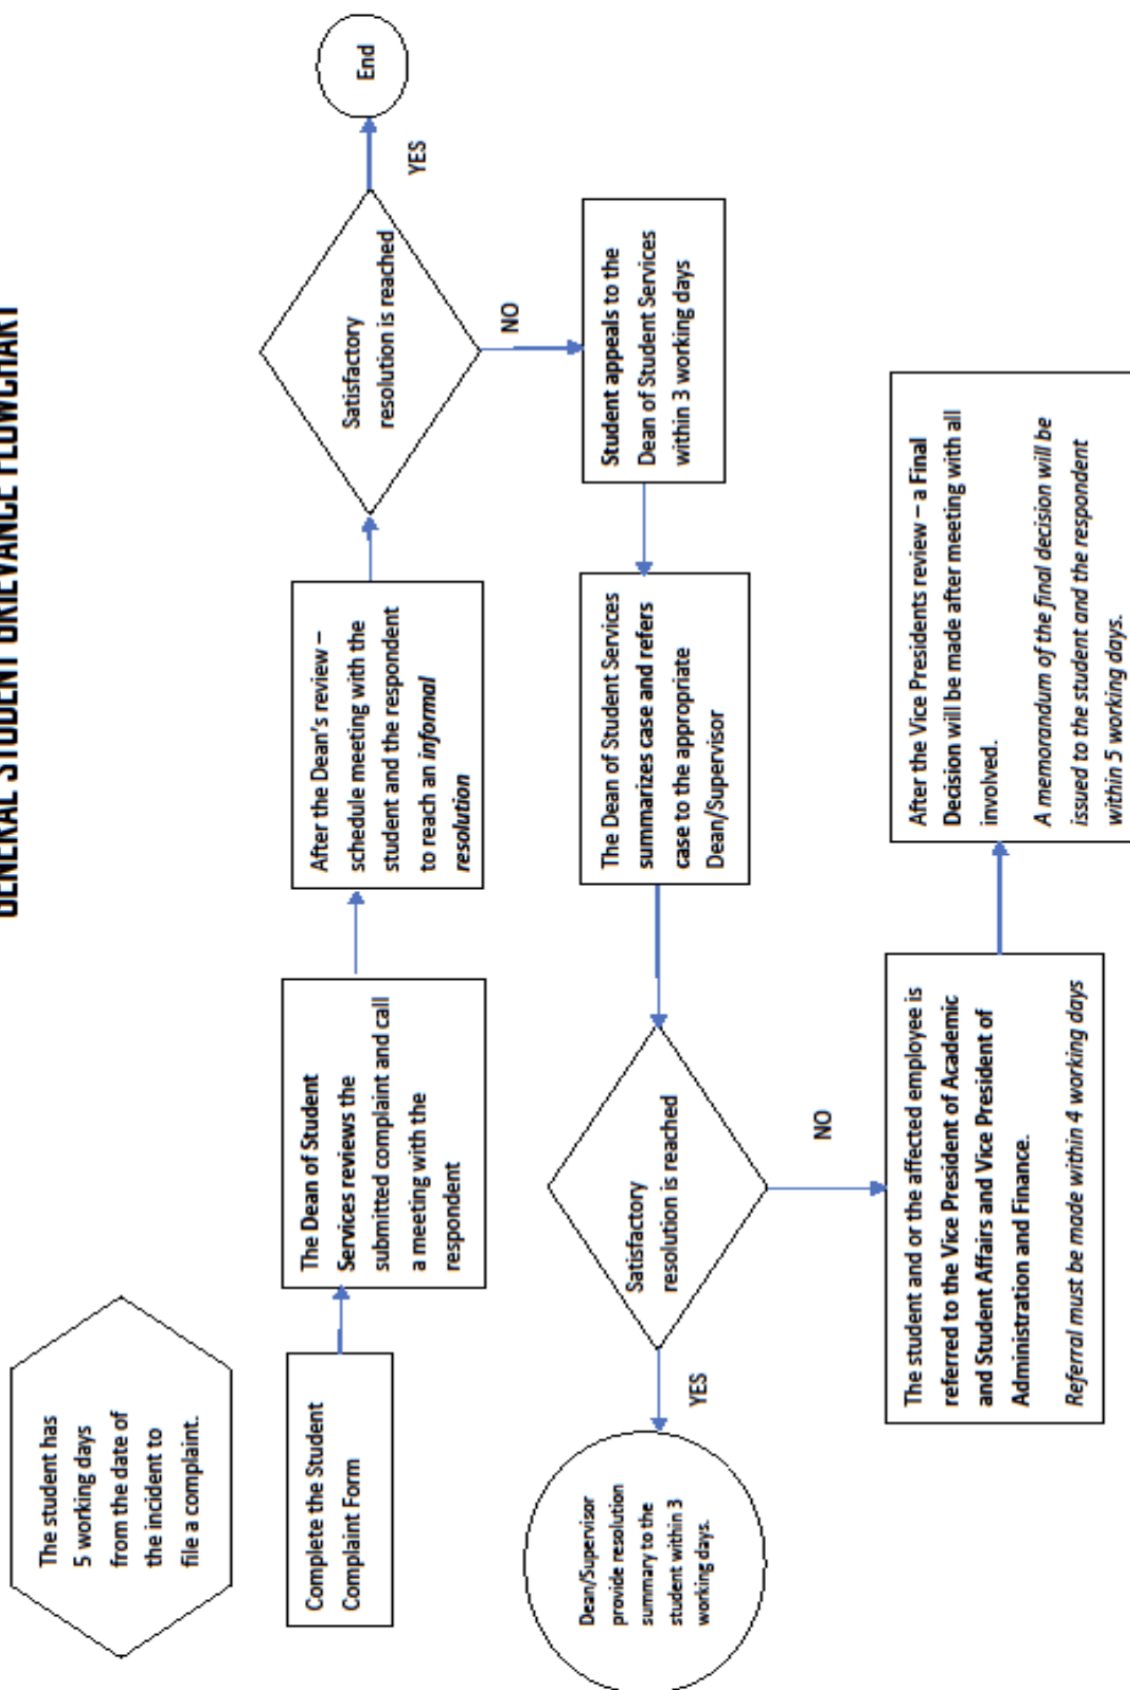 GENERAL STUDENT GRIEVANCE FLOWCHART
The student has
5 working days
from the date of
the incident to
file a complaint.
Complete the Student
Complaint Form
The Dean of Student
Services reviews the
submitted complaint and call
a meeting with the
respondent
After the Dean's review –
schedule meeting with the
student and the respondent
to reach an informal
resolution
Satisfactory
resolution is reached
YES
End
NO
Student appeals to the
Dean of Student Services
within 3 working days
The Dean of Student Services
summarizes case and refers
case to the appropriate
Dean/Supervisor
Satisfactory
resolution is reached
YES
Dean/Supervisor
provide resolution
summary to the
student within 3
working days.
NO
The student and or the affected employee is
referred to the Vice President of Academic
and Student Affairs and Vice President of
Administration and Finance.
Referral must be made within 4 working days
After the Vice Presidents review – a Final
Decision will be made after meeting with all
involved.
A memorandum of the final decision will be
issued to the student and the respondent
within 5 working days.